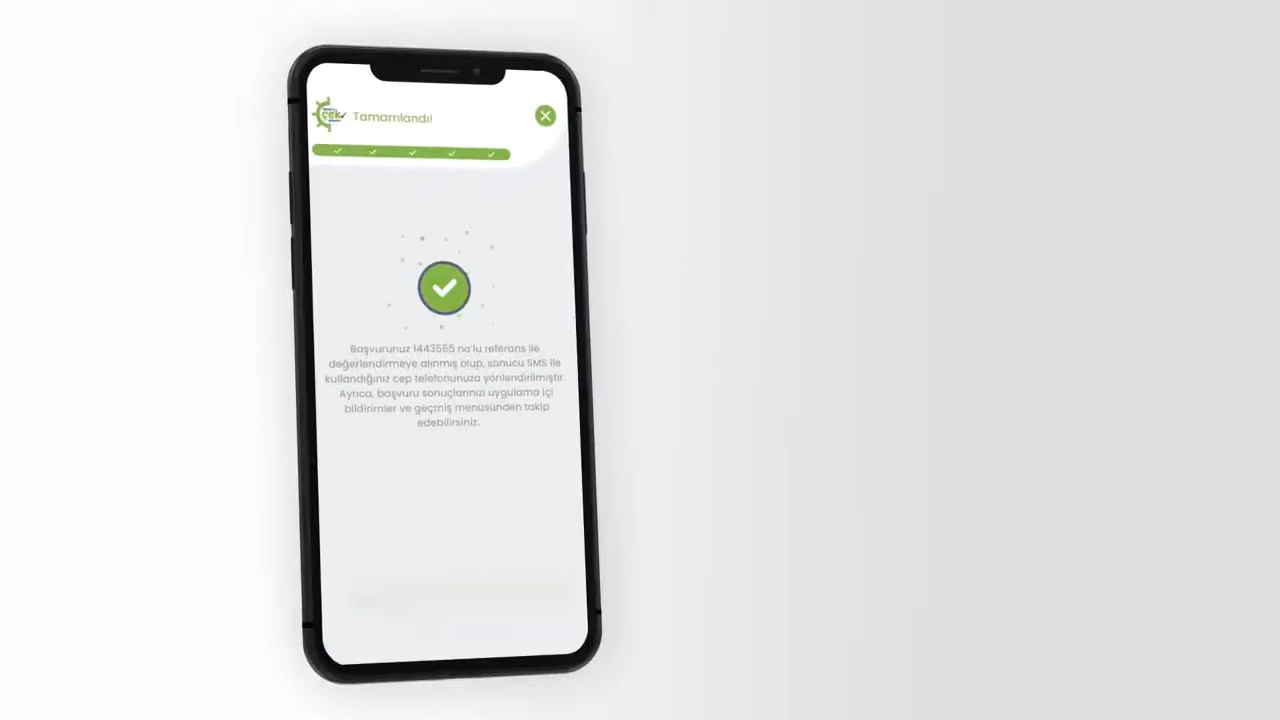 çek
Tamamlandı!
Başvurunuz 1443555 no'lu referans ile
değerlendirmeye alınmış olup, sonucu SMS ile
kullandığınız cep telefonunuza yönlendirilmiştir.
Ayrıca, başvuru sonuçlarınızı uygulama içi
bildirimler ve geçmiş menüsünden takip
edebilirsiniz.